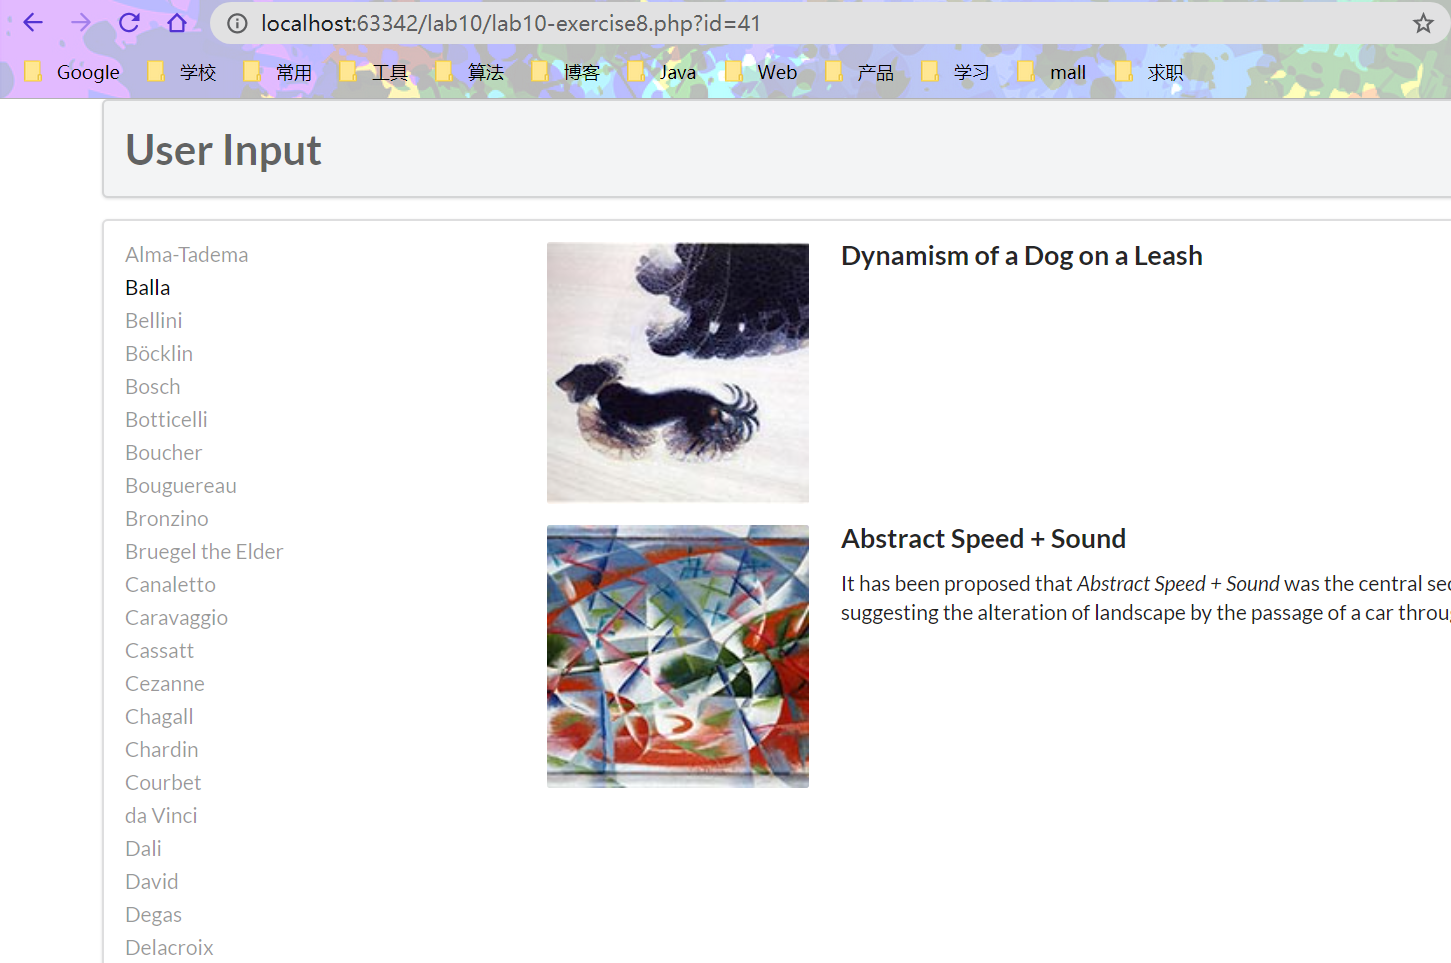 localhost:63342/lab10/lab10-exercise8.php?id=41
Google 学校 常用 工具 算法 博客 Java Web 产品 学习 mall 求职
User Input
Alma-Tadema
Balla
Bellini
Böcklin
Bosch
Botticelli
Boucher
Bouguereau
Bronzino
Bruegel the Elder
Canaletto
Caravaggio
Cassatt
Cezanne
Chagall
Chardin
Courbet
da Vinci
Dali
David
Degas
Delacroix
Dynamism of a Dog on a Leash
Abstract Speed + Sound
It has been proposed that Abstract Speed + Sound was the central
suggesting the alteration of landscape by the passage of a car